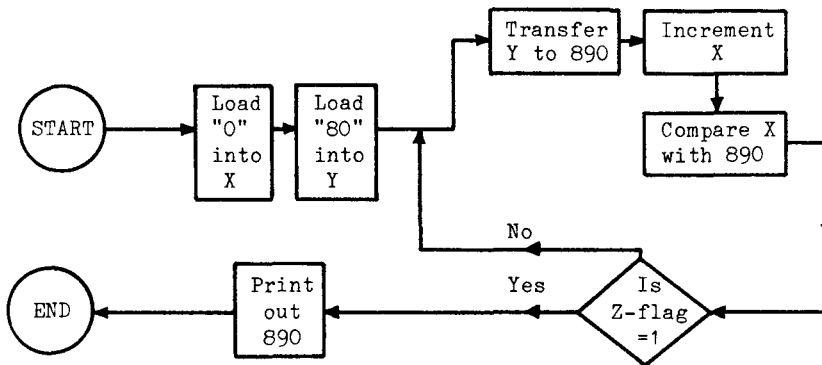 START
Load
"0"
into
X
Load
"80"
into
Y
Transfer
Y to 890
Increment
X
Compare X
with 890
Is
Z-flag
=1
No
Yes
Print
out
890
END